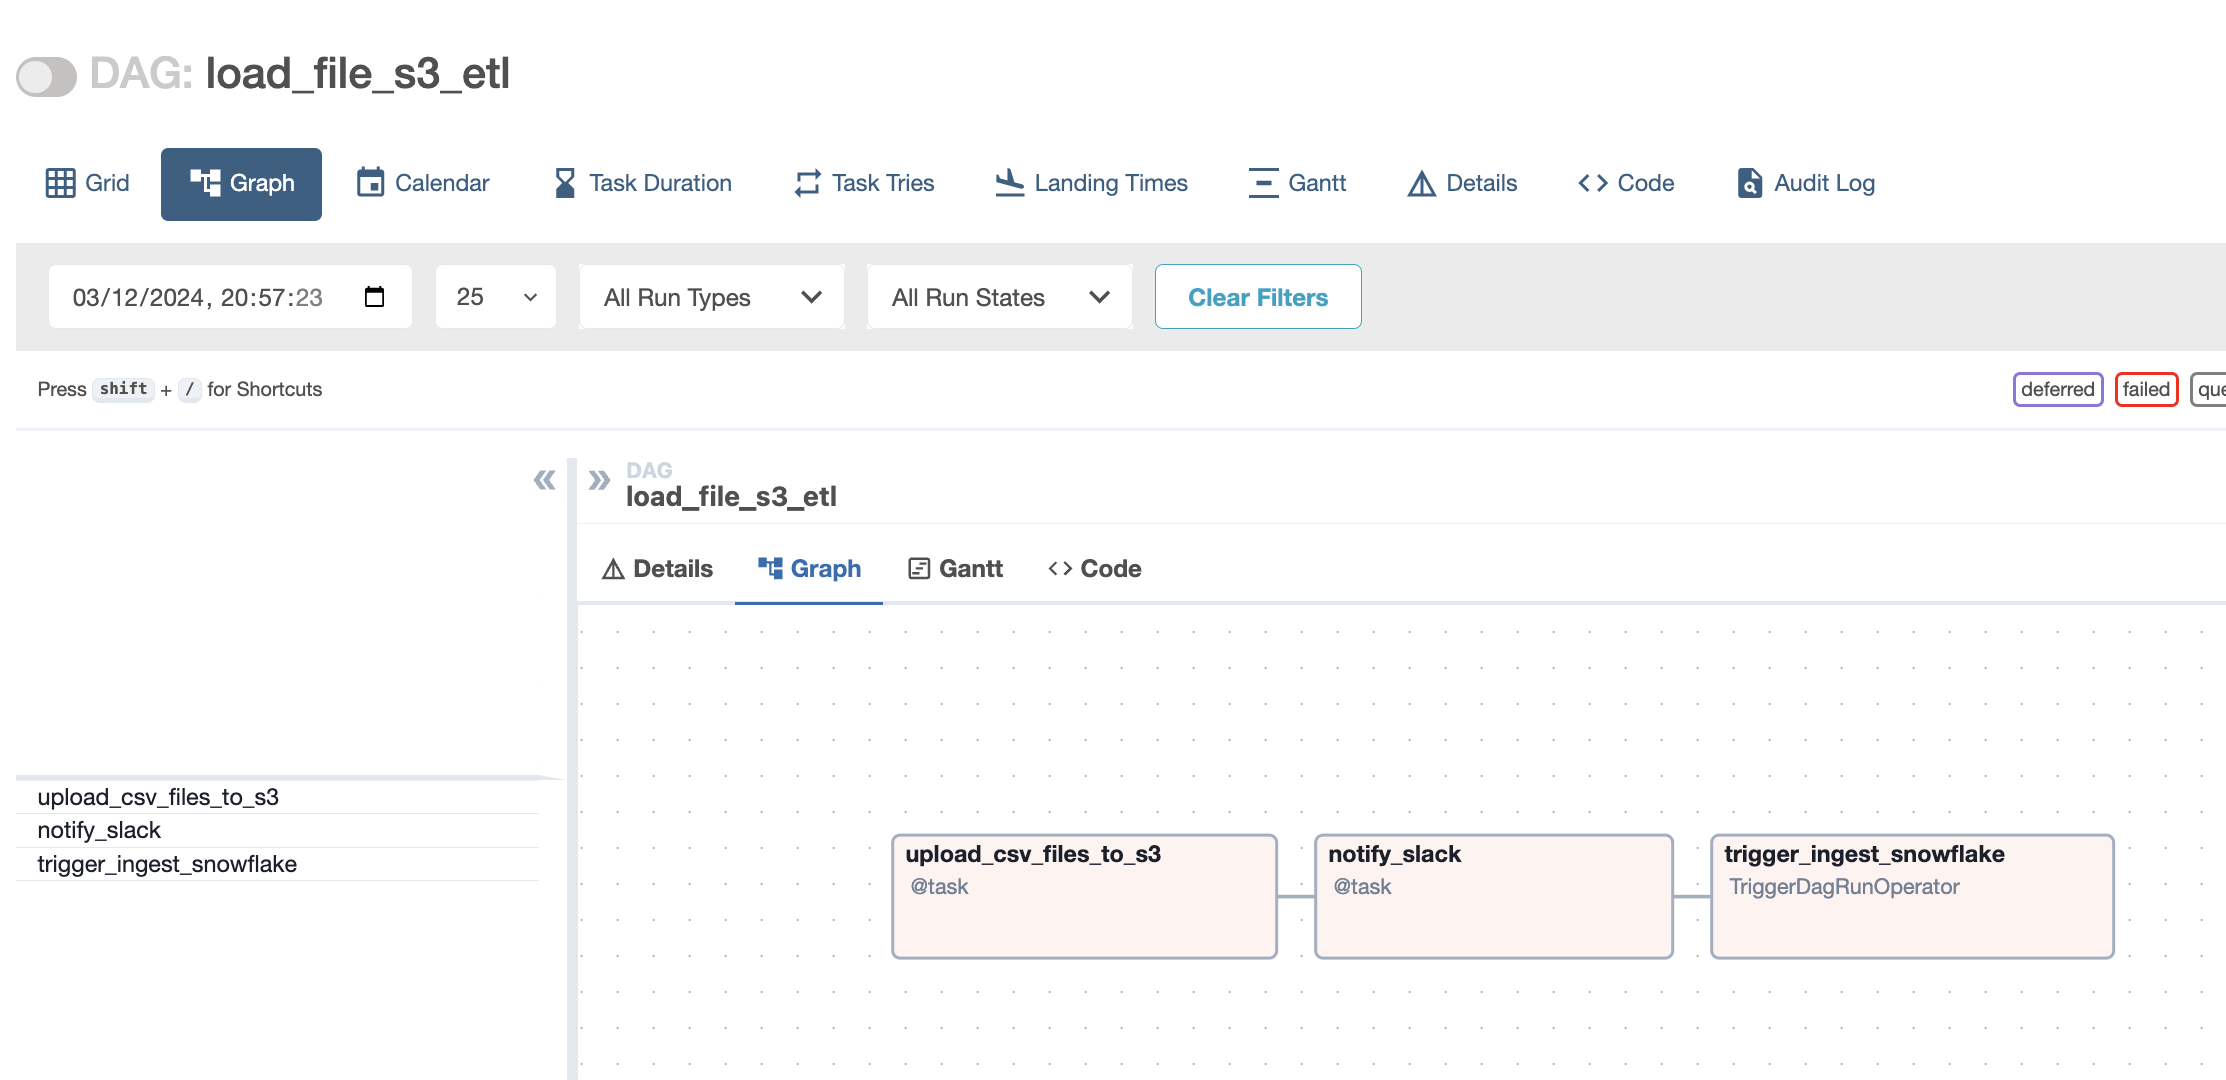 DAG: load_file_s3_etl
Grid Graph Calendar Task Duration Task Tries Landing Times Gantt Details Code Audit Log
03/12/2024, 20:57:23 25 All Run Types All Run States Clear Filters
Press shift + / for Shortcuts deferred failed
DAG
load_file_s3_etl
Details Graph Gantt Code
upload_csv_files_to_s3
notify_slack
trigger_ingest_snowflake
upload_csv_files_to_s3 notify_slack trigger_ingest_snowflake
@task @task TriggerDagRunOperator